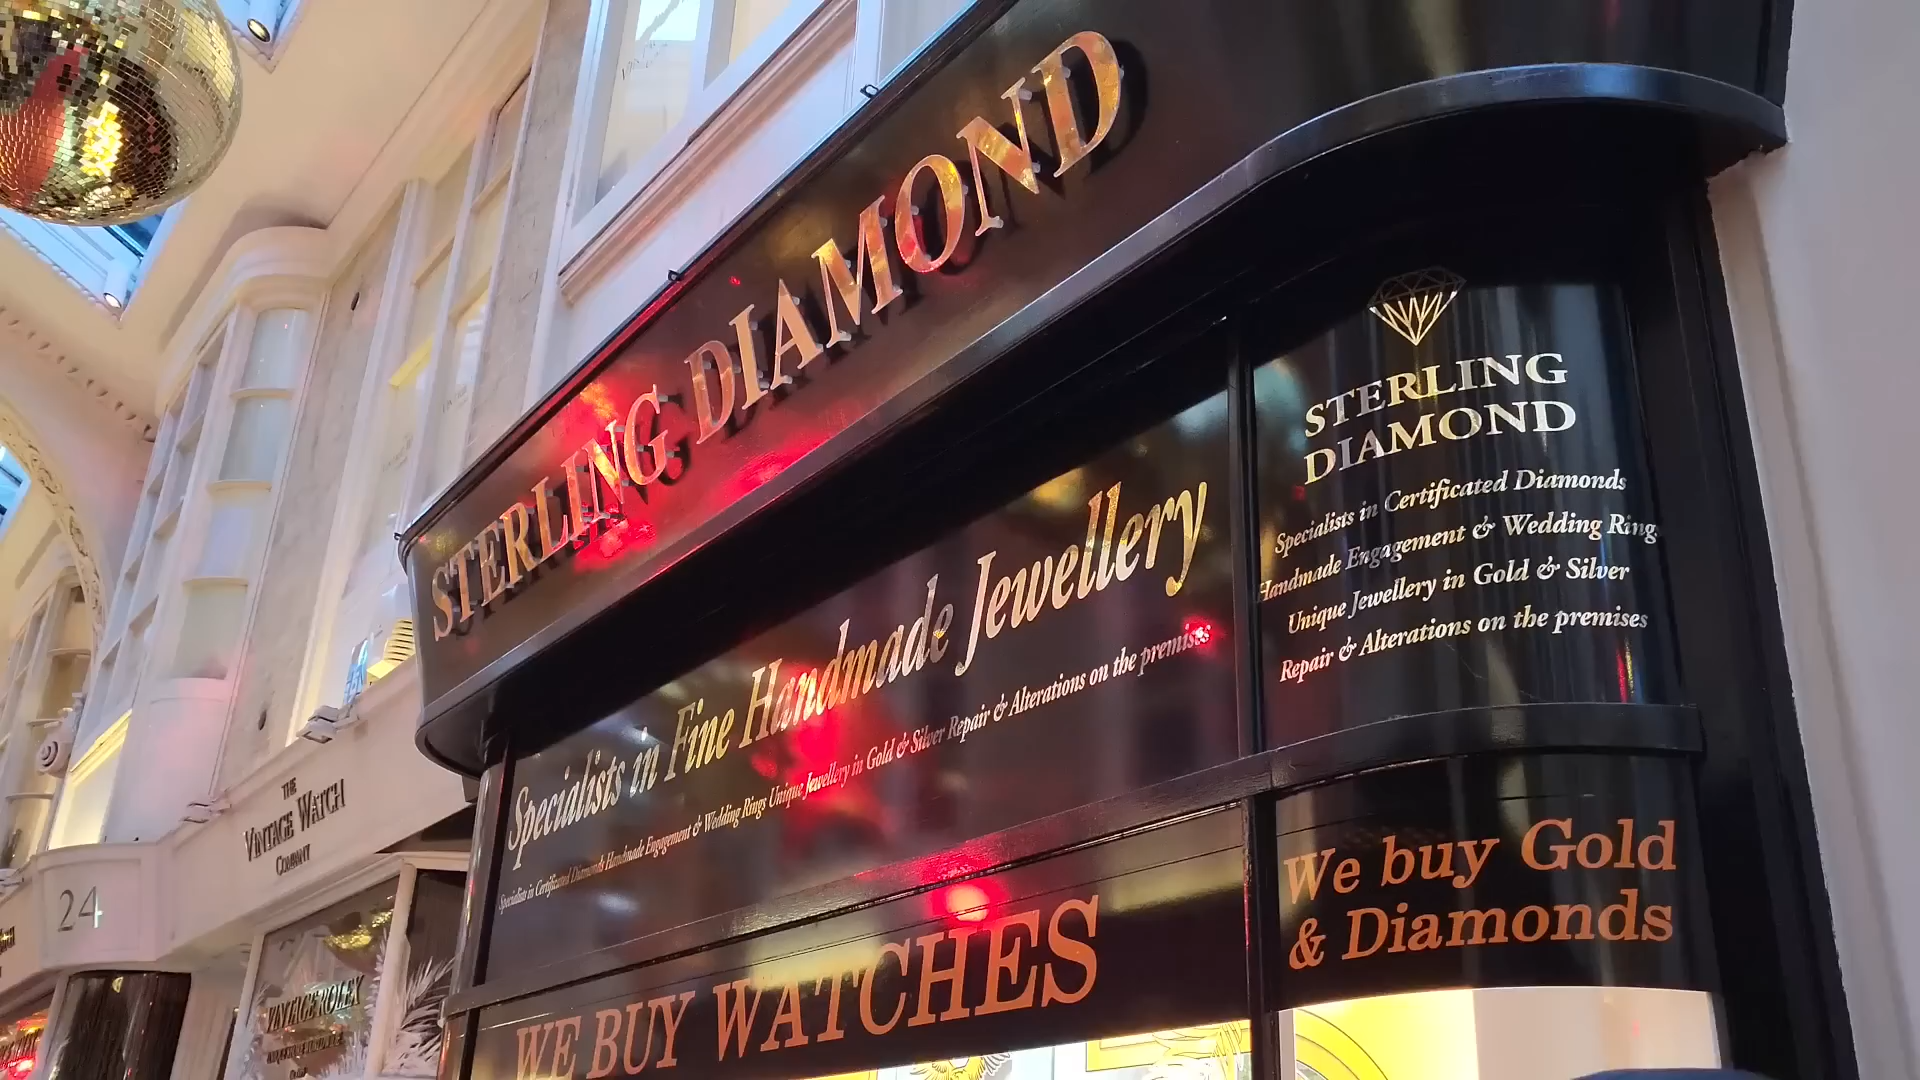 STERLING DIAMOND
Specialists in Fine Handmade Jewellery
Specialists in Certificated Diamonds Handmade Engagement & Wedding Rings Unique Jewellery in Gold & Silver Repair & Alterations on the premises
WE BUY WATCHES
STERLING
DIAMOND
Specialists in Certificated Diamonds
Handmade Engagement & Wedding Rings
Unique Jewellery in Gold & Silver
Repair & Alterations on the premises
We buy Gold
& Diamonds
THE
VINTAGE WATCH
COMPANY
24
VINTAGE ROLEX